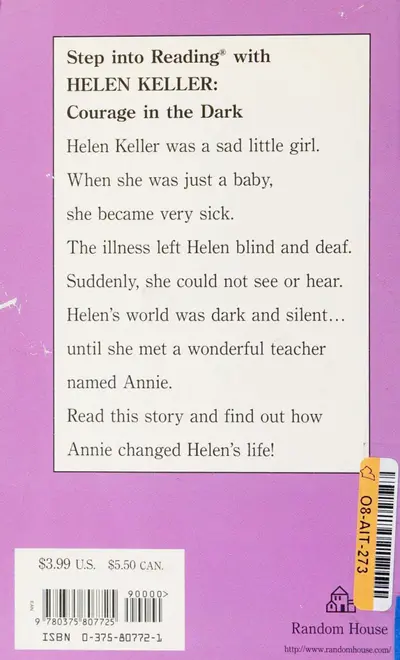 Step into Reading® with
HELEN KELLER:
Courage in the Dark
Helen Keller was a sad little girl.
When she was just a baby,
she became very sick.
The illness left Helen blind and deaf.
Suddenly, she could not see or hear.
Helen's world was dark and silent...
until she met a wonderful teacher
named Annie.
Read this story and find out how
Annie changed Helen's life!
08-AIT-273
$3.99 U.S. $5.50 CAN.
90000>
9 780375 807725
ISBN 0-375-80772-1
Random House
http://www.randomhouse.com/